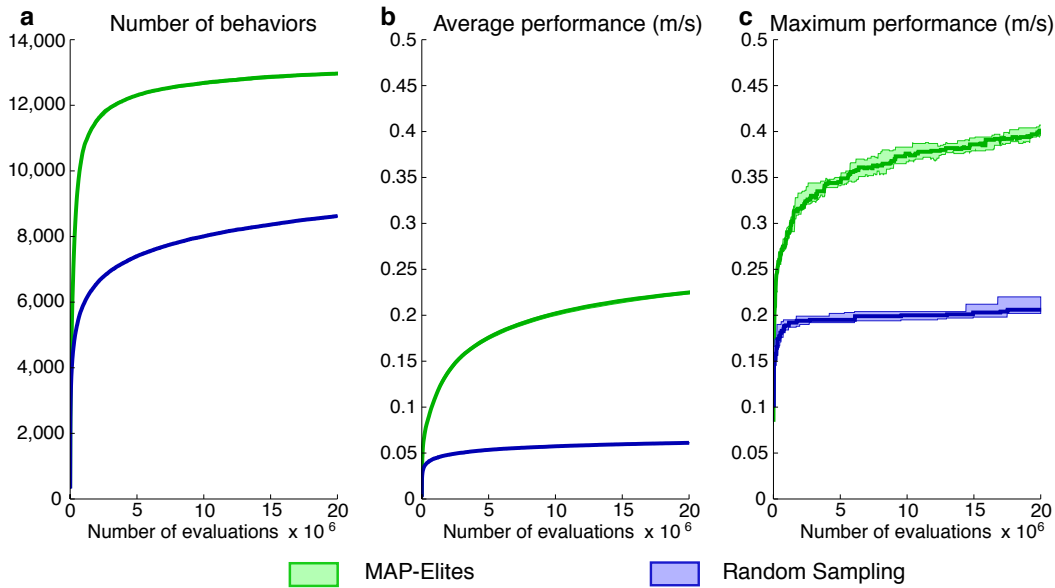 a Number of behaviors
14,000
12,000
10,000
8,000
6,000
4,000
2,000
0
0 5 10 15 20
Number of evaluations x 10 6
b Average performance (m/s)
0.5
0.45
0.4
0.35
0.3
0.25
0.2
0.15
0.1
0.05
0
0 5 10 15 20
Number of evaluations x 10 6
c Maximum performance (m/s)
0.5
0.45
0.4
0.35
0.3
0.25
0.2
0.15
0.1
0.05
0
0 5 10 15 20
Number of evaluations x 10 6
MAP-Elites
Random Sampling